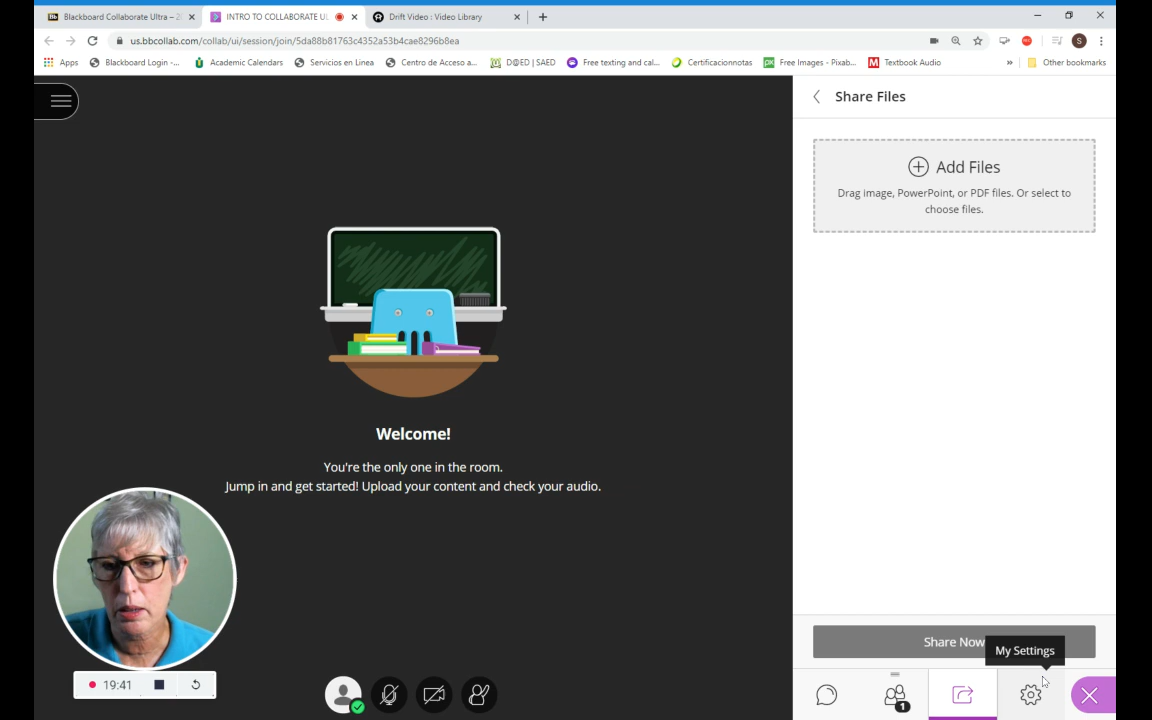 Blackboard Collaborate Ultra – 2
INTRO TO COLLABORATE UL
Drift Video : Video Library
us.bbcollab.com/collab/ui/session/join/5da88b81763c4352a53b4cae8296b8ea
S
Apps
Blackboard Login -...
Academic Calendars
Servicios en Linea
Centro de Acceso a...
D@ED | SAED
Free texting and cal...
Certificacionnotas
Free Images - Pixab...
Textbook Audio
»
Other bookmarks
Share Files
Add Files
Drag image, PowerPoint, or PDF files. Or select to
choose files.
Welcome!
You're the only one in the room.
Jump in and get started! Upload your content and check your audio.
Share Now
My Settings
19:41
1